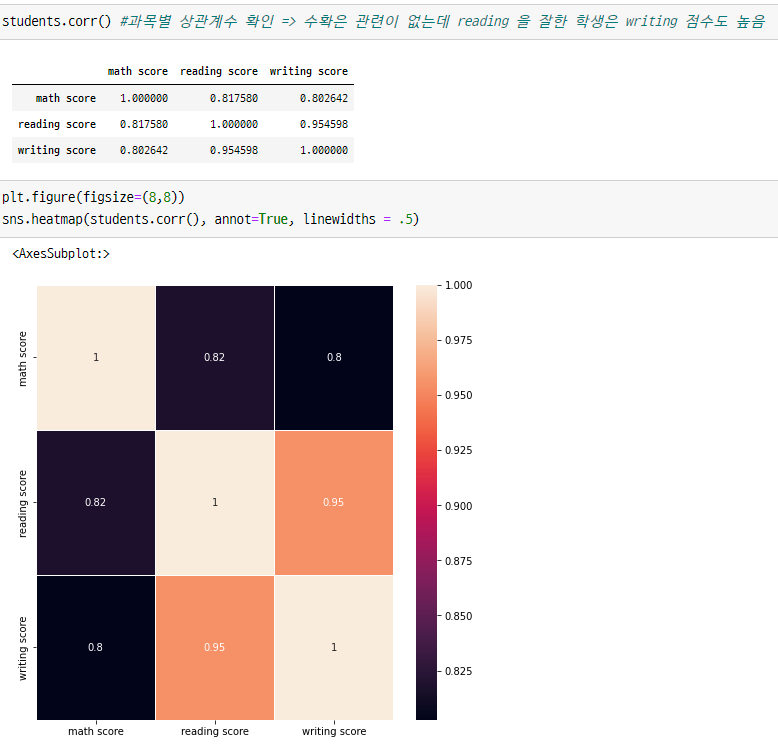 students.corr() #과목별 상관계수 확인 => 수확은 관련이 없는데 reading 을 잘한 학생은 writing 점수도 높음
math score reading score writing score
math score 1.000000 0.817580 0.802642
reading score 0.817580 1.000000 0.954598
writing score 0.802642 0.954598 1.000000
plt.figure(figsize=(8,8))
sns.heatmap(students.corr(), annot=True, linewidths = .5)
<AxesSubplot:>
math score
1 0.82 0.8
reading score
0.82 1 0.95
writing score
0.8 0.95 1
math score reading score writing score
1.000
0.975
0.950
0.925
0.900
0.875
0.850
0.825